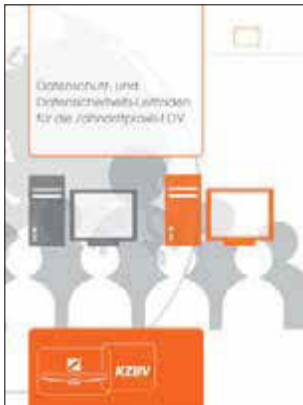 Datenschutz- und
Datensicherheits-Leitfaden
für die Zahnarztpraxis-EDV
KZBV